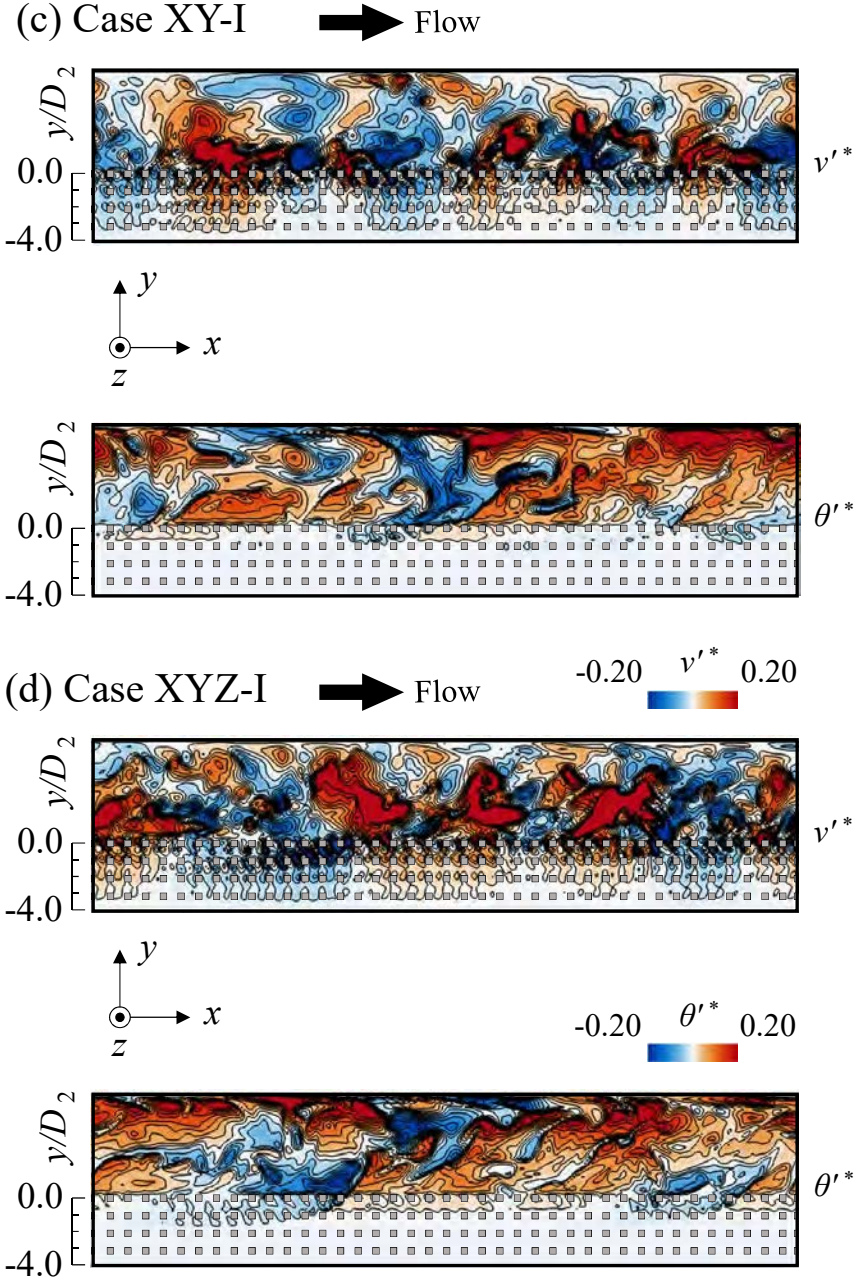 (c) Case XY-I Flow
y/D2
0.0
-4.0
v′*
y
x
z
y/D2
0.0
-4.0
θ′*
-0.20 v′* 0.20
(d) Case XYZ-I Flow
y/D2
0.0
-4.0
v′*
y
x
z
-0.20 θ′* 0.20
y/D2
0.0
-4.0
θ′*